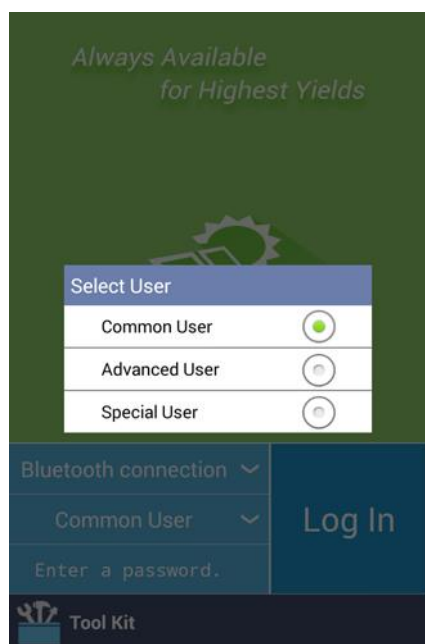 Always Available
for Highest Yields
Select User
Common User
Advanced User
Special User
Bluetooth connection
Common User
Log In
Enter a password.
Tool Kit